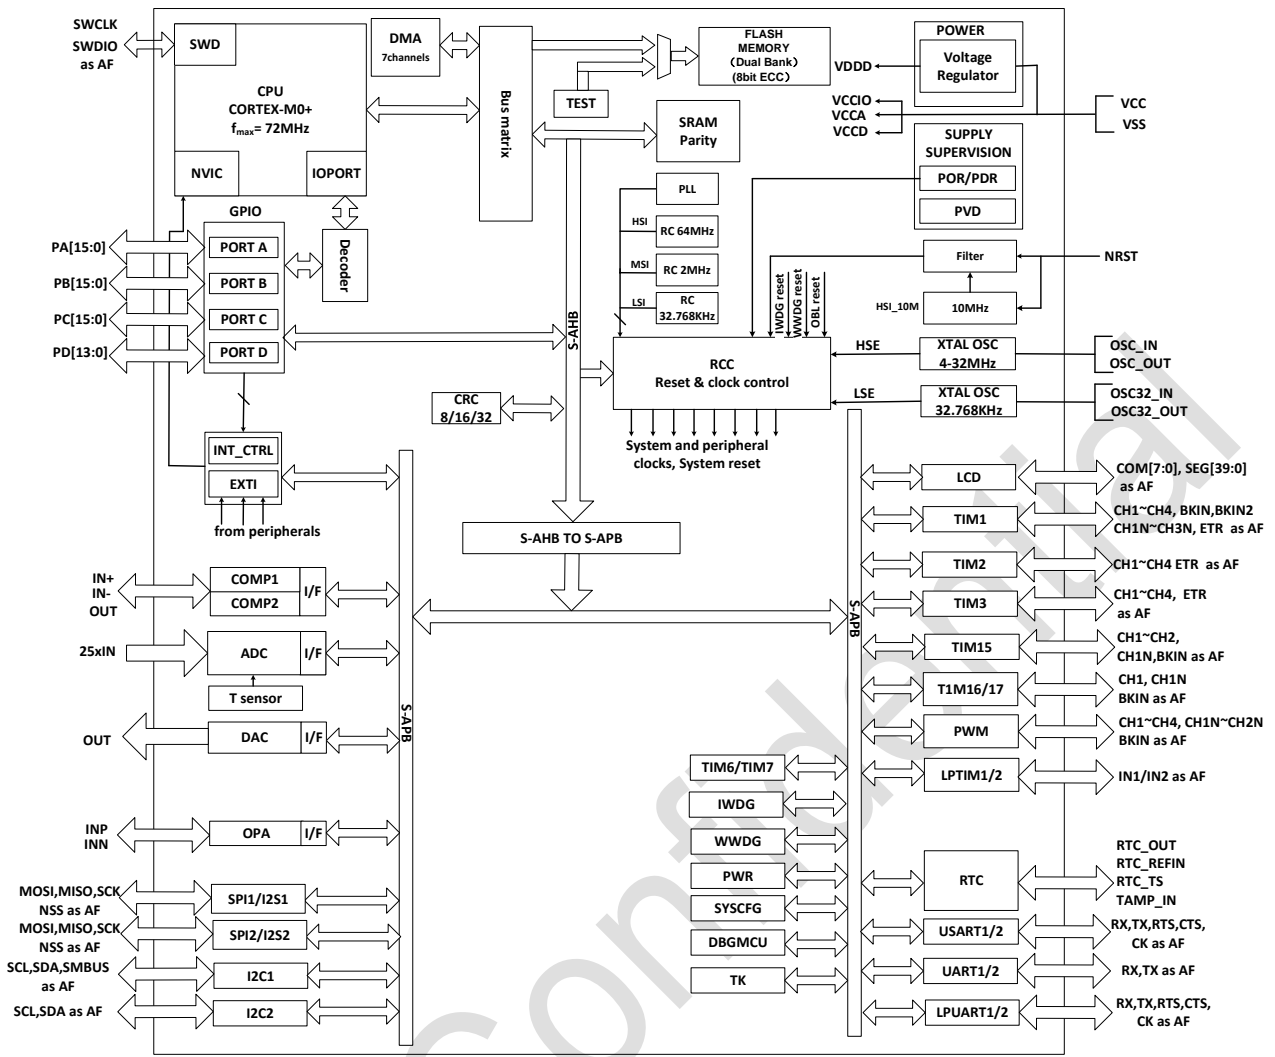 SWCLK
SWDIO
as AF
SWD
CPU
CORTEX-M0+
fmax= 72MHz
NVIC
IOPORT
DMA
7channels
Bus matrix
TEST
FLASH
MEMORY
(Dual Bank)
(8bit ECC)
SRAM
Parity
POWER
Voltage
Regulator
VDDD
VCCIO
VCCA
VCCD
VCC
VSS
SUPPLY
SUPERVISION
POR/PDR
PVD
GPIO
PORT A
PORT B
PORT C
PORT D
PA[15:0]
PB[15:0]
PC[15:0]
PD[13:0]
Decoder
PLL
HSI
RC 64MHz
MSI
RC 2MHz
LSI
RC
32.768KHz
S-AHB
IWDG reset
WWDG reset
OBL reset
Filter
NRST
HSI_10M
10MHz
RCC
Reset & clock control
HSE
XTAL OSC
4-32MHz
OSC_IN
OSC_OUT
LSE
XTAL OSC
32.768KHz
OSC32_IN
OSC32_OUT
CRC
8/16/32
System and peripheral
clocks, System reset
INT_CTRL
EXTI
from peripherals
S-AHB TO S-APB
S-APB
S-APB
IN+
IN-
OUT
COMP1
COMP2
I/F
25xIN
ADC
I/F
T sensor
OUT
DAC
I/F
INP
INN
OPA
I/F
MOSI,MISO,SCK
NSS as AF
SPI1/I2S1
MOSI,MISO,SCK
NSS as AF
SPI2/I2S2
SCL,SDA,SMBUS
as AF
I2C1
SCL,SDA as AF
I2C2
TIM6/TIM7
IWDG
WWDG
PWR
SYSCFG
DBGMCU
TK
LCD
COM[7:0], SEG[39:0]
as AF
TIM1
CH1~CH4, BKIN,BKIN2
CH1N~CH3N, ETR as AF
TIM2
CH1~CH4 ETR as AF
TIM3
CH1~CH4, ETR
as AF
TIM15
CH1~CH2,
CH1N,BKIN as AF
T1M16/17
CH1, CH1N
BKIN as AF
PWM
CH1~CH4, CH1N~CH2N
BKIN as AF
LPTIM1/2
IN1/IN2 as AF
RTC
RTC_OUT
RTC_REFIN
RTC_TS
TAMP_IN
USART1/2
RX,TX,RTS,CTS,
CK as AF
UART1/2
RX,TX as AF
LPUART1/2
RX,TX,RTS,CTS,
CK as AF
Confidential